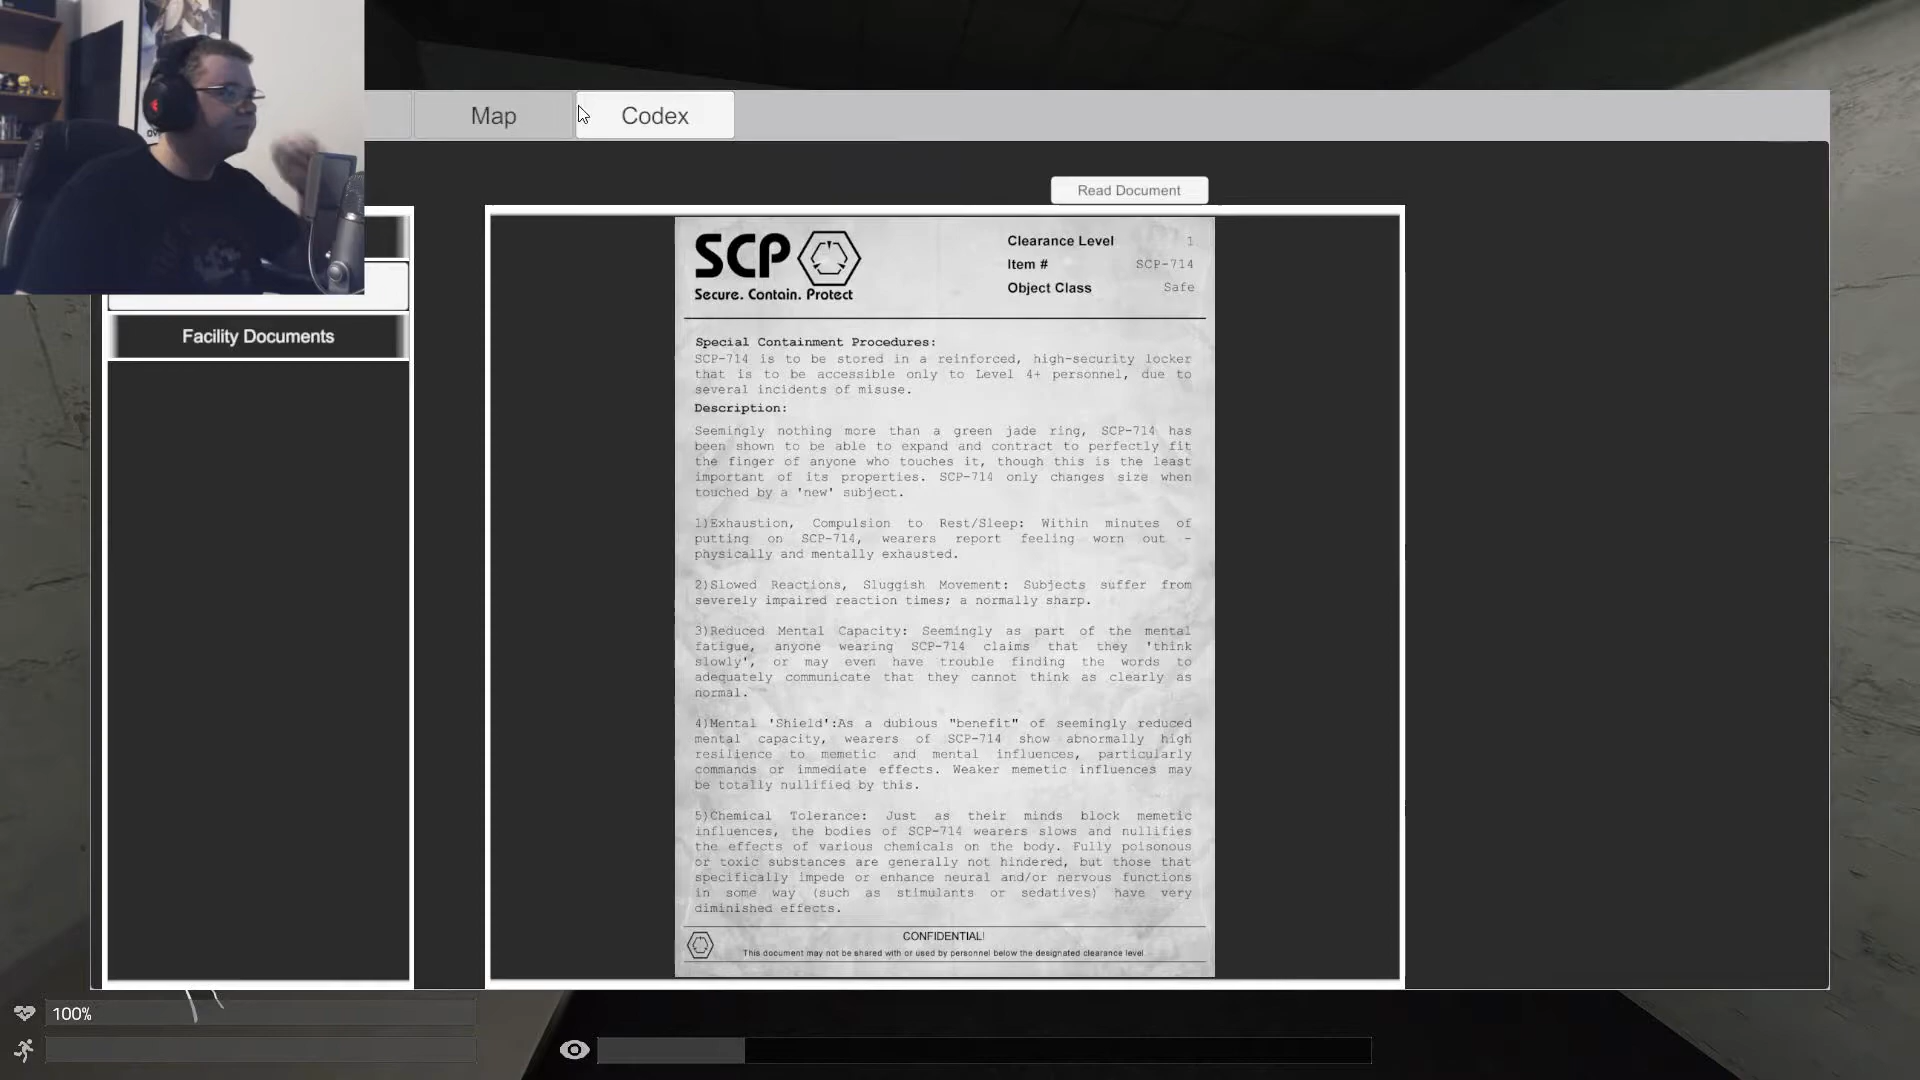 Map
Codex
Read Document
Facility Documents
SCP
Secure. Contain. Protect
Clearance Level 1
Item # SCP-714
Object Class Safe
Special Containment Procedures:
SCP-714 is to be stored in a reinforced, high-security locker
that is to be accessible only to Level 4+ personnel, due to
several incidents of misuse.
Description:
Seemingly nothing more than a green jade ring, SCP-714 has
been shown to be able to expand and contract to perfectly fit
the finger of anyone who touches it, though this is the least
important of its properties. SCP-714 only changes size when
touched by a 'new' subject.
1)Exhaustion, Compulsion to Rest/Sleep: Within minutes of
putting on SCP-714, wearers report feeling worn out -
physically and mentally exhausted.
2)Slowed Reactions, Sluggish Movement: Subjects suffer from
severely impaired reaction times; a normally sharp.
3)Reduced Mental Capacity: Seemingly as part of the mental
fatigue, anyone wearing SCP-714 claims that they 'think
slowly', or may even have trouble finding the words to
adequately communicate that they cannot think as clearly as
normal.
4)Mental 'Shield':As a dubious "benefit" of seemingly reduced
mental capacity, wearers of SCP-714 show abnormally high
resilience to memetic and mental influences, particularly
commands or immediate effects. Weaker memetic influences may
be totally nullified by this.
5)Chemical Tolerance: Just as their minds block memetic
influences, the bodies of SCP-714 wearers slows and nullifies
the effects of various chemicals on the body. Fully poisonous
or toxic substances are generally not hindered, but those that
specifically impede or enhance neural and/or nervous functions
in some way (such as stimulants or sedatives) have very
diminished effects.
CONFIDENTIAL!
This document may not be shared with or used by personnel below the designated clearance level
100%